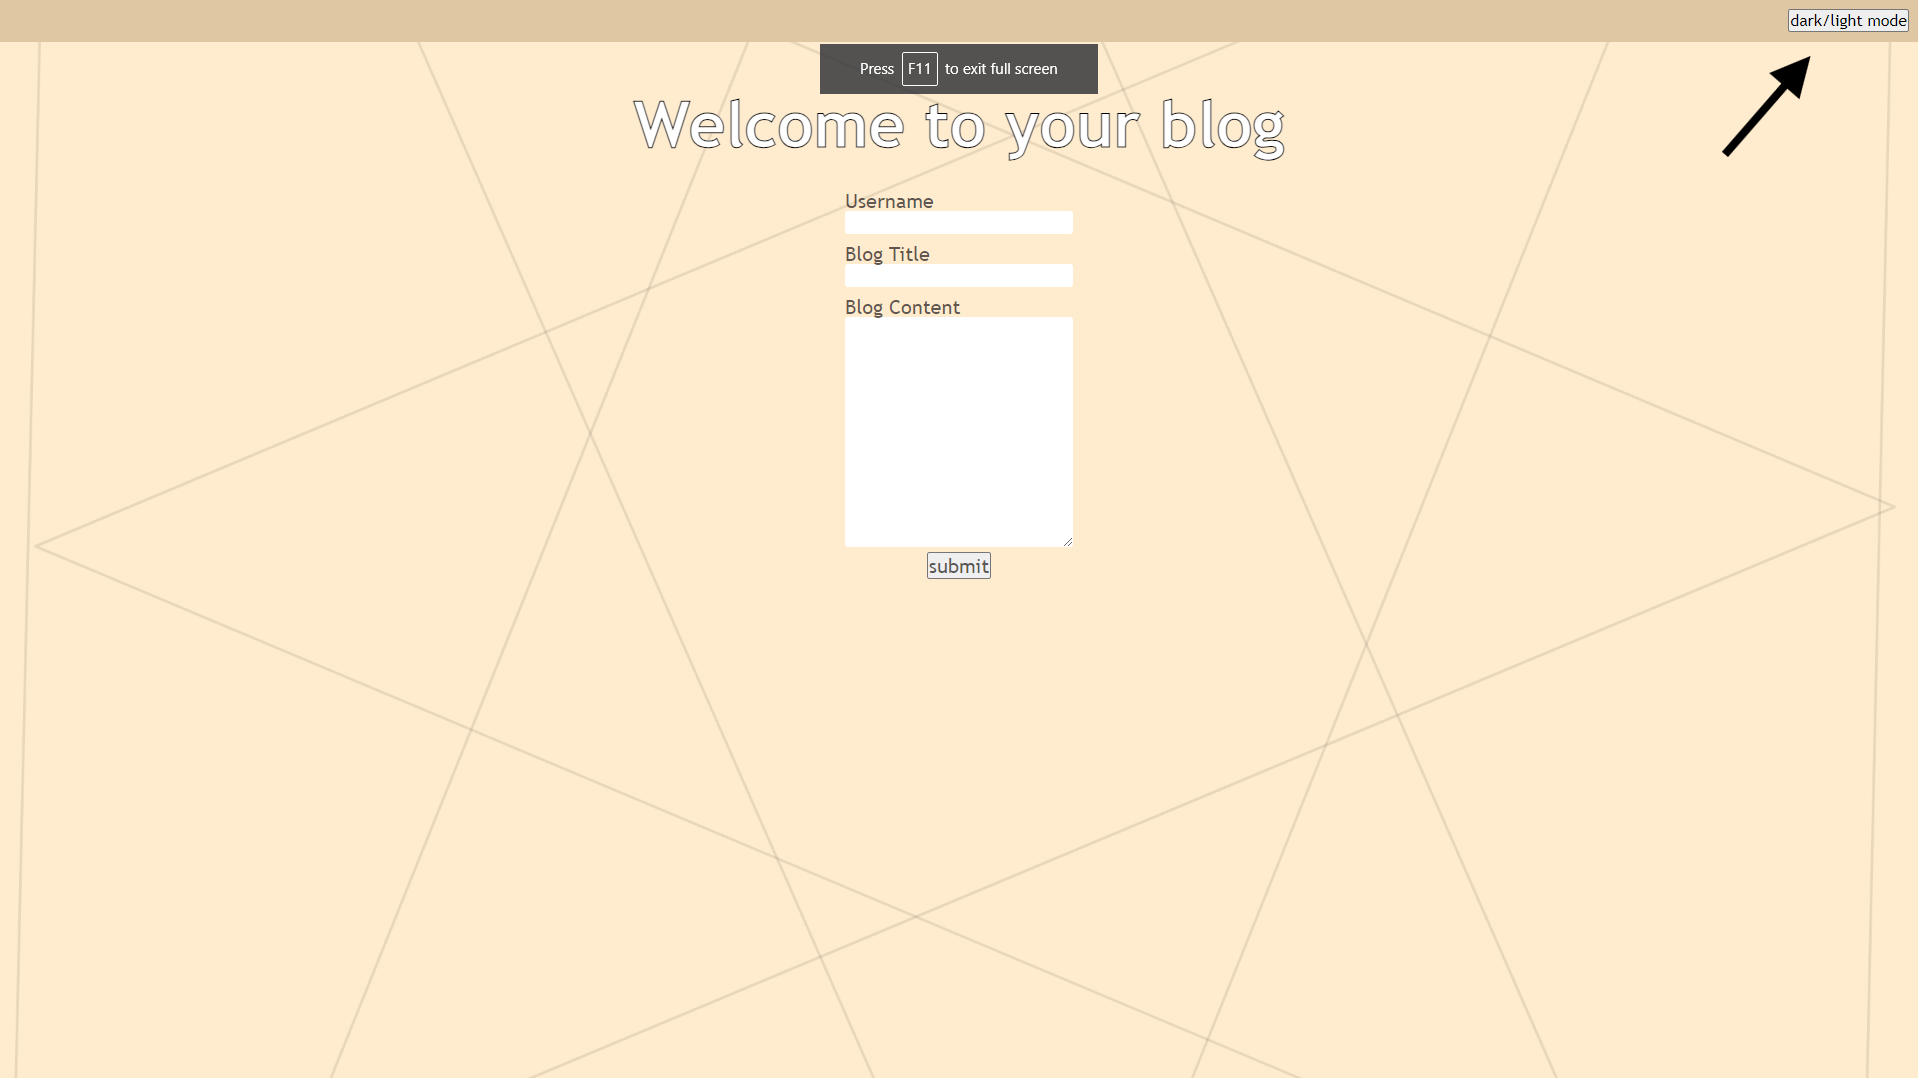 dark/light mode
Press F11 to exit full screen
Welcome to your blog
Username
Blog Title
Blog Content
submit